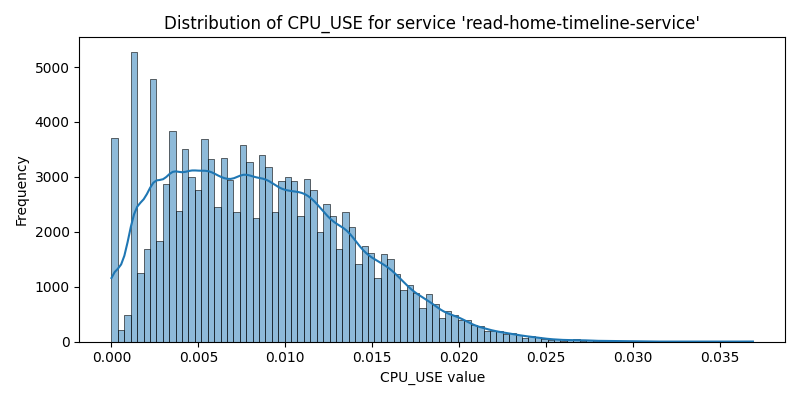 Distribution of CPU_USE for service 'read-home-timeline-service'
Frequency
5000
4000
3000
2000
1000
0
0.000 0.005 0.010 0.015 0.020 0.025 0.030 0.035
CPU_USE value